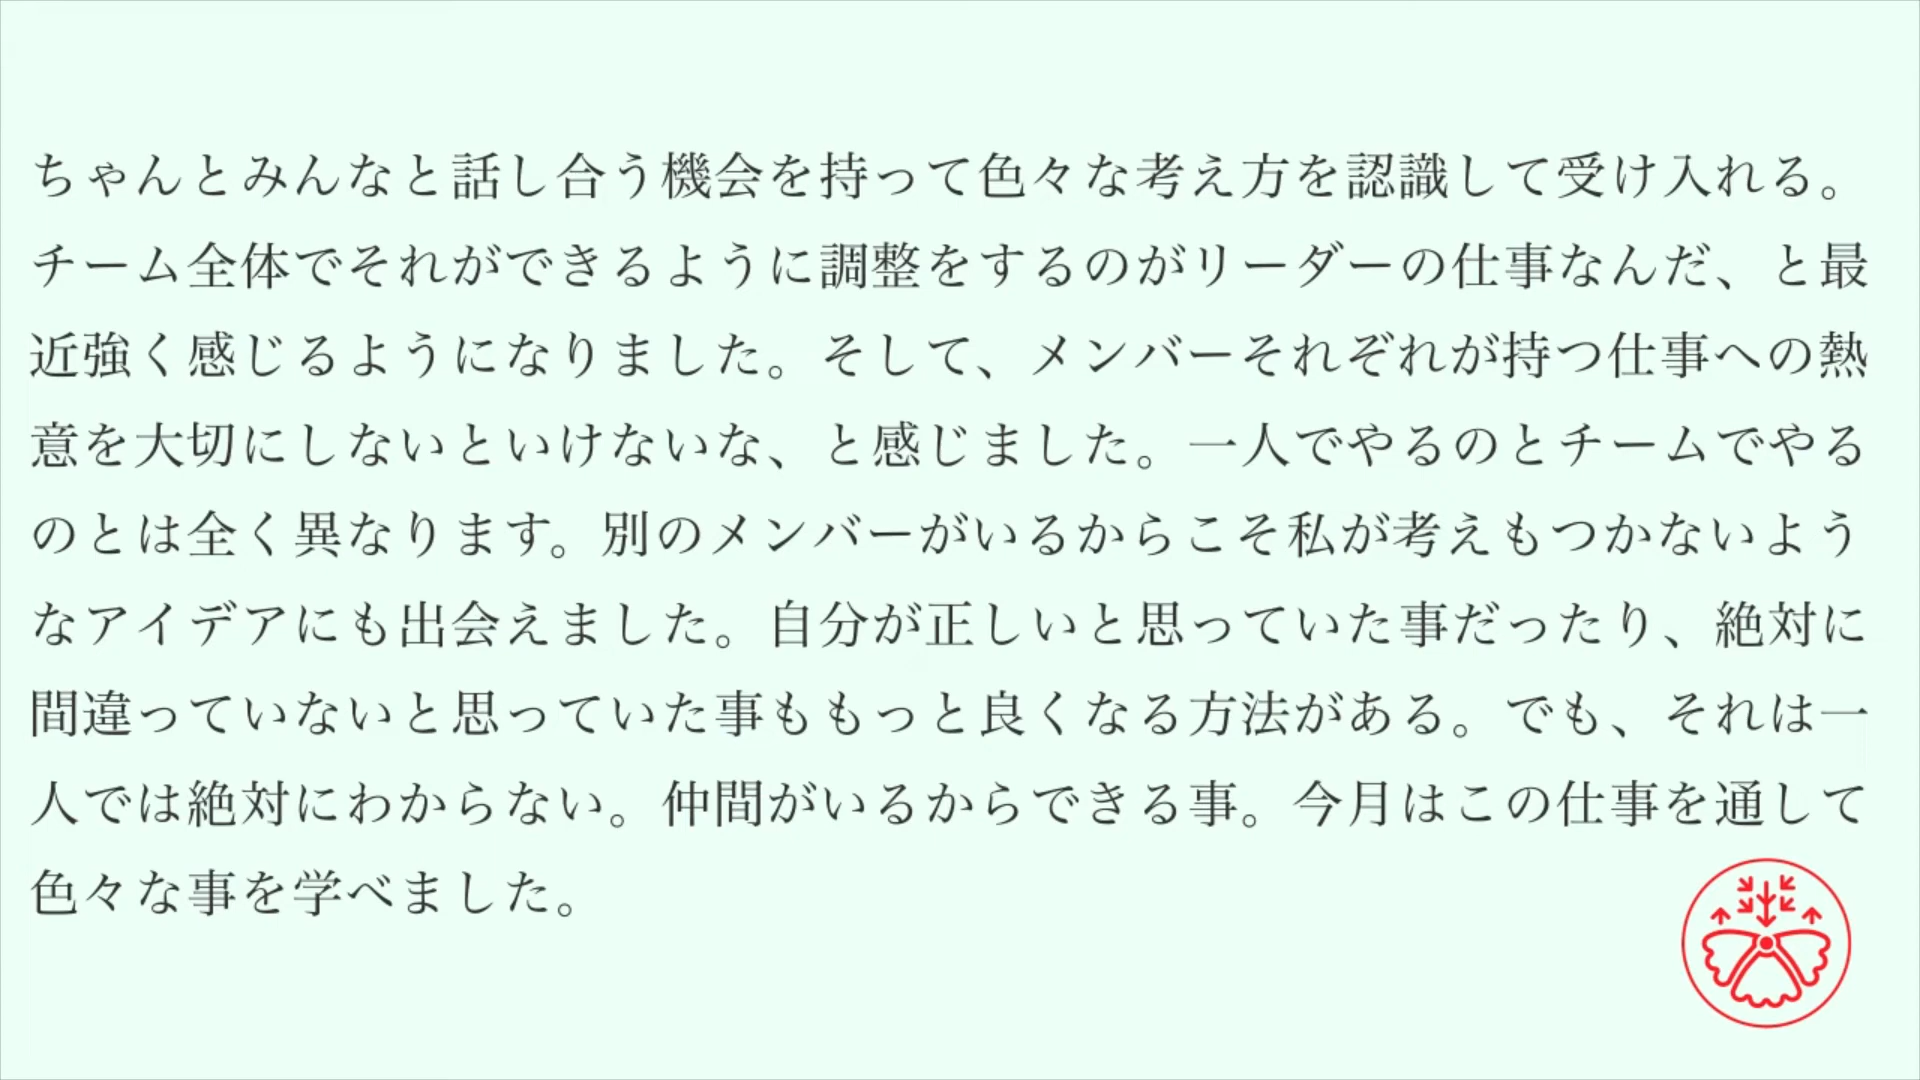 ちゃんとみんなと話し合う機会を持って色々な考え方を認識して受け入れる。
チーム全体でそれができるように調整をするのがリーダーの仕事なんだ、と最
近強く感じるようになりました。そして、メンバーそれぞれが持つ仕事への熱
意を大切にしないといけないな、と感じました。一人でやるのとチームでやる
のとは全く異なります。別のメンバーがいるからこそ私が考えもつかないよう
なアイデアにも出会えました。自分が正しいと思っていた事だったり、絶対に
間違っていないと思っていた事ももっと良くなる方法がある。でも、それは一
人では絶対にわからない。仲間がいるからできる事。今月はこの仕事を通して
色々な事を学べました。